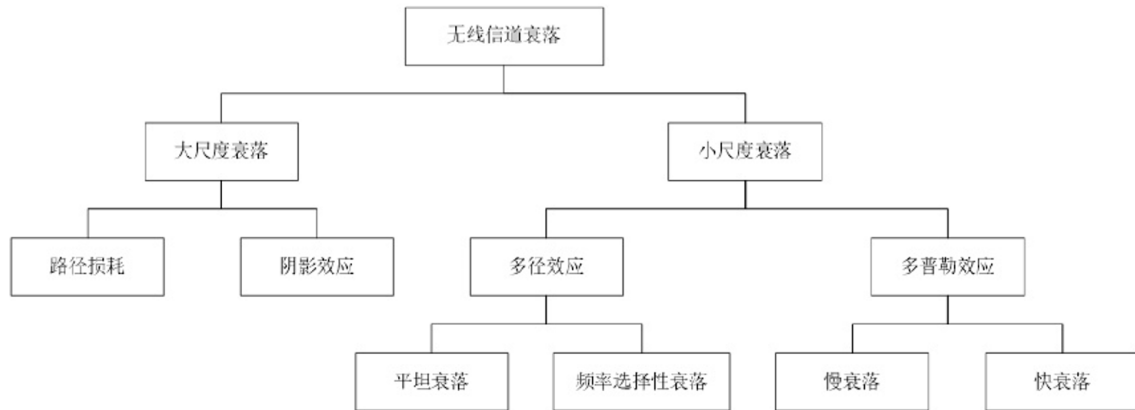 无线信道衰落
大尺度衰落
小尺度衰落
路径损耗
阴影效应
多径效应
多普勒效应
平坦衰落
频率选择性衰落
慢衰落
快衰落